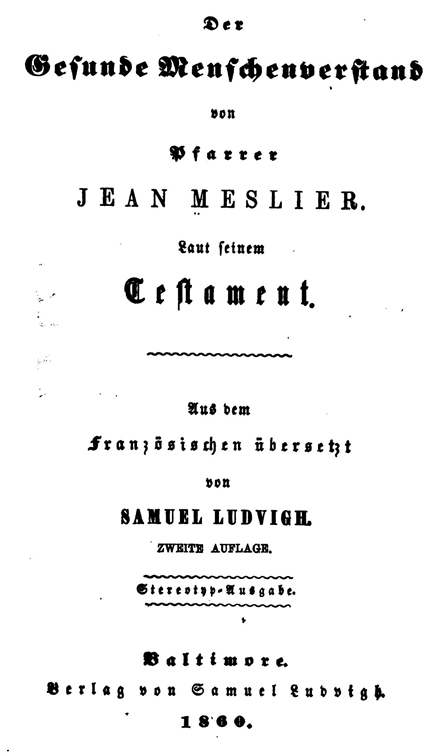 Der
Gesunde Menschenverstand
von
Pfarrer
JEAN MESLIER.
Laut seinem
Testament.
Aus dem
Französischen übersetzt
von
SAMUEL LUDVIGH.
ZWEITE AUFLAGE.
Stereotyp-Ausgabe.
Baltimore.
Verlag von Samuel Ludvigh.
1860.